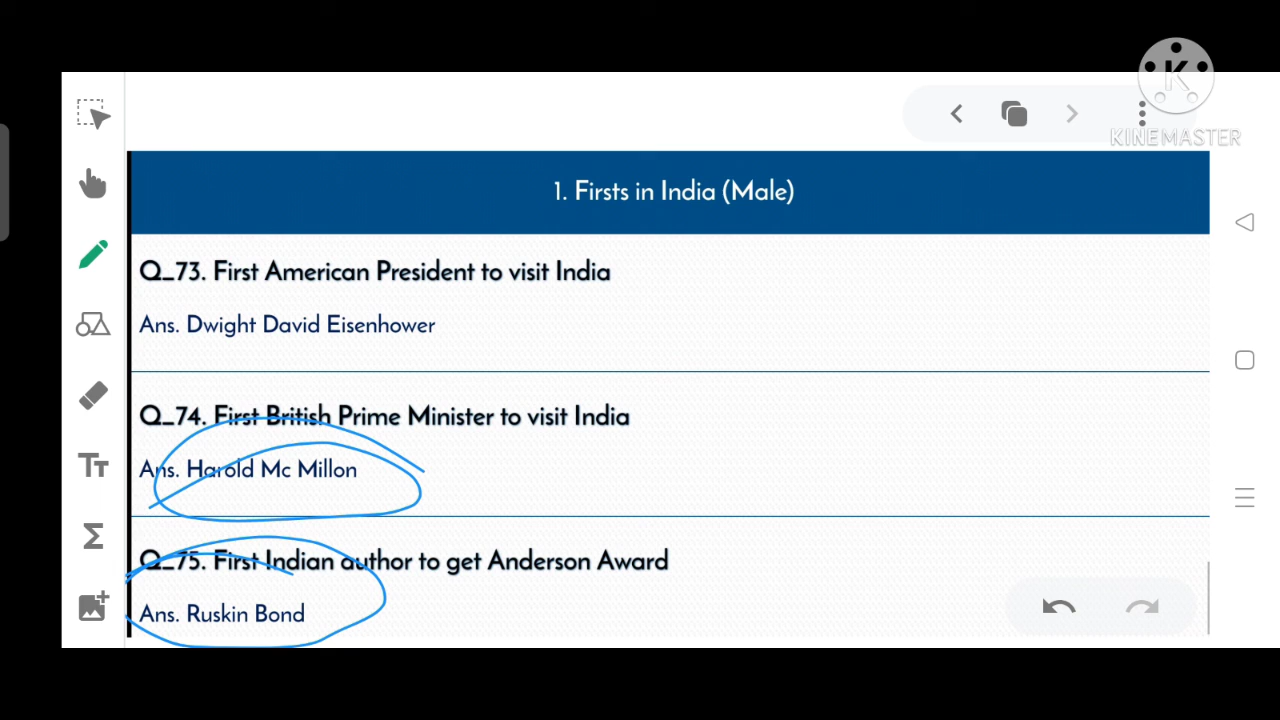 K
KINEMASTER
1. Firsts in India (Male)
Q_73. First American President to visit India
Ans. Dwight David Eisenhower
Q_74. First British Prime Minister to visit India
Ans. Harold Mc Millon
Q_75. First Indian author to get Anderson Award
Ans. Ruskin Bond
TT
Σ